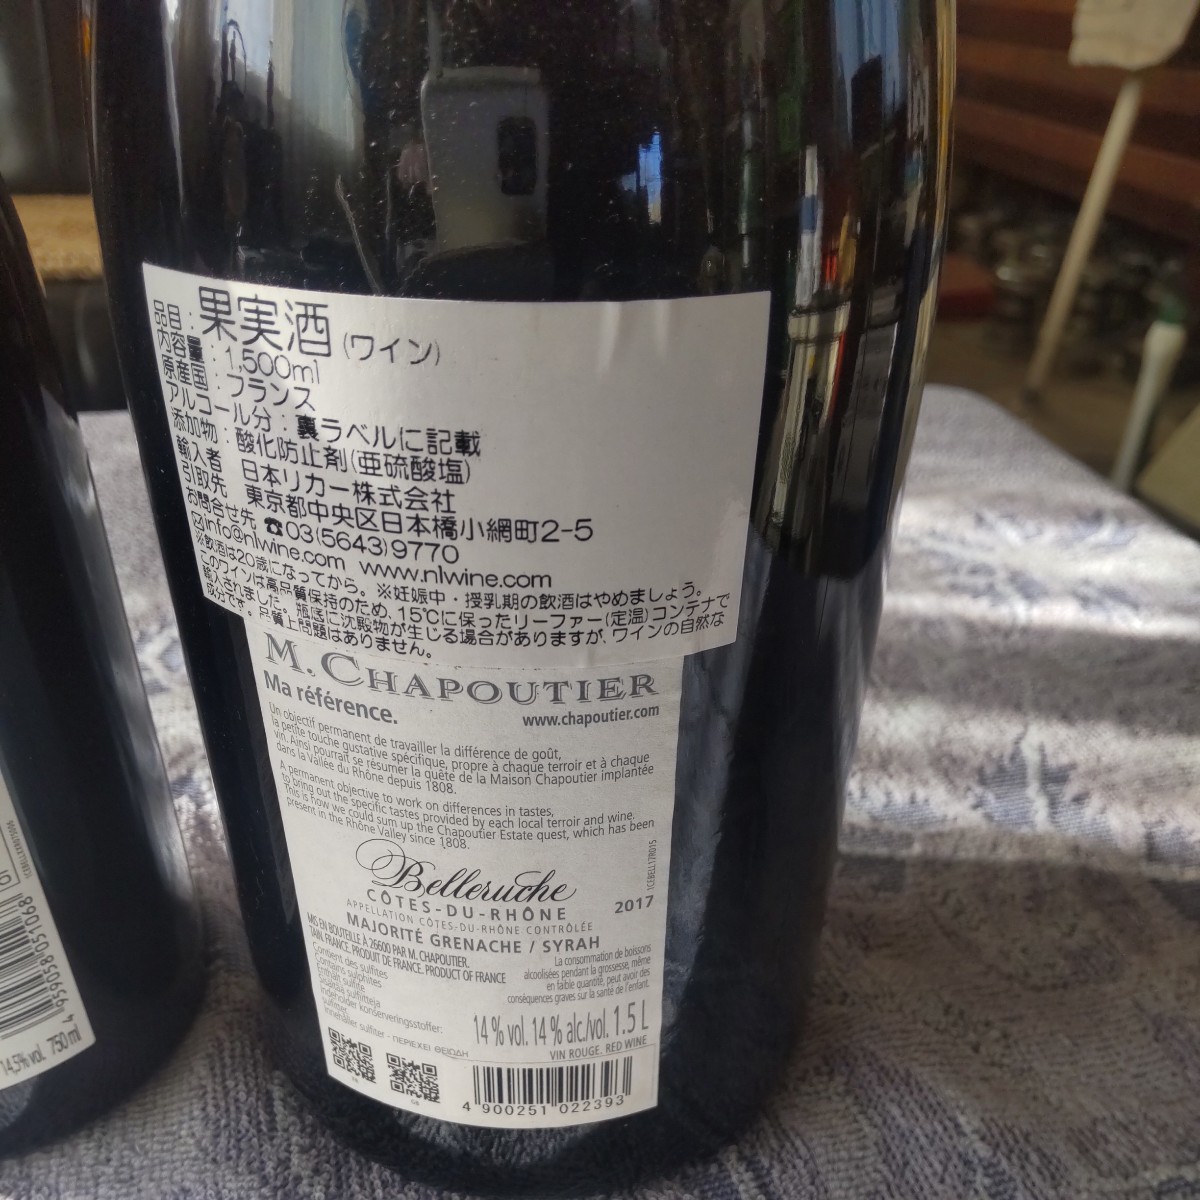 品目:果実酒(ワイン)
内容量:1,500ml
原産国:フランス
アルコール分:裏ラベルに記載
添加物:酸化防止剤(亜硫酸塩)
輸入者 日本リカー株式会社
引取先 東京都中央区日本橋小網町2-5
お問合せ先 ☎03(5643)9770
✉info@nlwine.com www.nlwine.com
※飲酒は20歳になってから。※妊娠中・授乳期の飲酒はやめましょう。
このワインは高品質保持のため、15℃に保ったリーファー(定温)コンテナで
輸入されました。瓶底に沈殿物が生じる場合がありますが、ワインの自然な
成分です。品質上問題はありません。
M. CHAPOUTIER
Ma référence.
www.chapoutier.com
Un objectif permanent de travailler la différence de goût,
la petite touche gustative spécifique, propre à chaque terroir et à chaque
vin. Ainsi pourrait se résumer la quête de la Maison Chapoutier implantée
dans la Vallée du Rhône depuis 1808.
A permanent objective to work on differences in tastes,
to bring out the specific tastes provided by each local terroir and wine.
This is how we could sum up the Chapoutier Estate quest, which has been
present in the Rhône Valley since 1808.
Belleruche
CÔTES-DU-RHÔNE
2017
APPELLATION CÔTES-DU-RHÔNE CONTRÔLÉE
MAJORITÉ GRENACHE / SYRAH
MIS EN BOUTEILLE À 26600 PAR M. CHAPOUTIER,
TAIN, FRANCE. PRODUIT DE FRANCE. PRODUCT OF FRANCE
La consommation de boissons
alcoolisées pendant la grossesse, même
en faible quantité, peut avoir des
conséquences graves sur la santé de l'enfant.
Contient des sulfites
Contains sulphites
Enthält sulfite
Indeholder konserveringsstoffer:
Sulfitter.
Innehåller sulfiter - ΠΕΡΙΕΧΕΙ ΘΕΙΩΔΗ
14 % vol. 14 % alc./vol. 1.5 L
VIN ROUGE. RED WINE
4 900251 022393
4 959058 051068
14,5% vol 750 ml